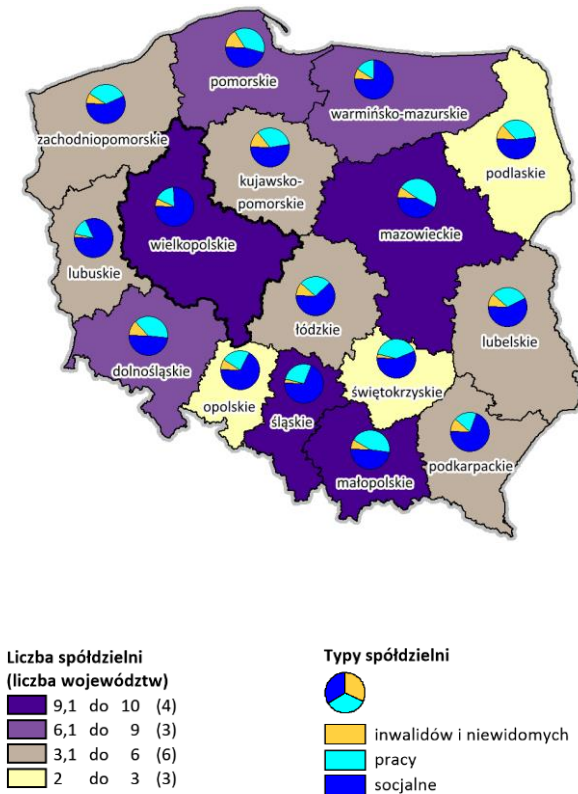 pomorskie
warmińsko-mazurskie
zachodniopomorskie
podlaskie
kujawsko-
pomorskie
wielkopolskie
mazowieckie
lubuskie
łódzkie
lubelskie
dolnośląskie
opolskie
świętokrzyskie
śląskie
małopolskie
podkarpackie
Liczba spółdzielni
(liczba województw)
9,1 do 10 (4)
6,1 do 9 (3)
3,1 do 6 (6)
2 do 3 (3)
Typy spółdzielni
inwalidów i niewidomych
pracy
socjalne